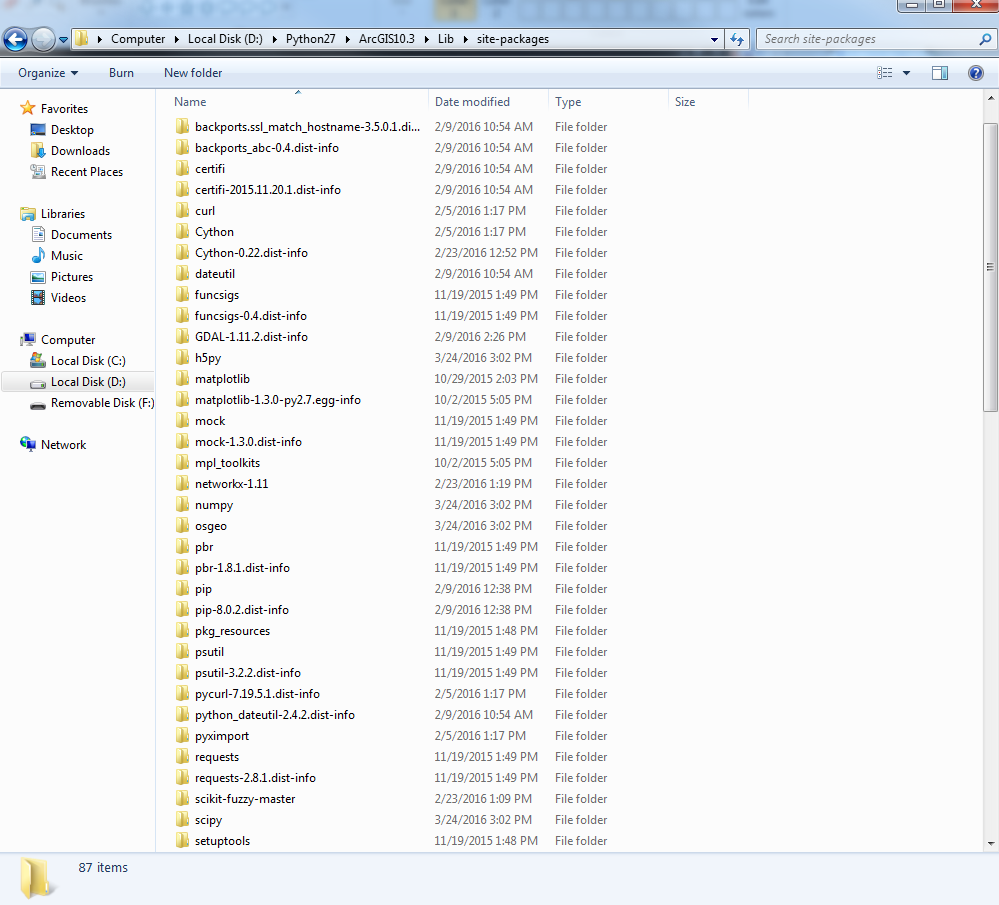 Computer Local Disk (D:) Python27 ArcGIS10.3 Lib site-packages Search site-packages
Organize Burn New folder
Favorites
Desktop
Downloads
Recent Places
Libraries
Documents
Music
Pictures
Videos
Computer
Local Disk (C:)
Local Disk (D:)
Removable Disk (F:)
Network
Name Date modified Type Size
backports.ssl_match_hostname-3.5.0.1.di... 2/9/2016 10:54 AM File folder
backports_abc-0.4.dist-info 2/9/2016 10:54 AM File folder
certifi 2/9/2016 10:54 AM File folder
certifi-2015.11.20.1.dist-info 2/9/2016 10:54 AM File folder
curl 2/5/2016 1:17 PM File folder
Cython 2/5/2016 1:17 PM File folder
Cython-0.22.dist-info 2/23/2016 12:52 PM File folder
dateutil 2/9/2016 10:54 AM File folder
funcsigs 11/19/2015 1:49 PM File folder
funcsigs-0.4.dist-info 11/19/2015 1:49 PM File folder
GDAL-1.11.2.dist-info 2/9/2016 2:26 PM File folder
h5py 3/24/2016 3:02 PM File folder
matplotlib 10/29/2015 2:03 PM File folder
matplotlib-1.3.0-py2.7.egg-info 10/2/2015 5:05 PM File folder
mock 11/19/2015 1:49 PM File folder
mock-1.3.0.dist-info 11/19/2015 1:49 PM File folder
mpl_toolkits 10/2/2015 5:05 PM File folder
networkx-1.11 2/23/2016 1:19 PM File folder
numpy 3/24/2016 3:02 PM File folder
osgeo 3/24/2016 3:02 PM File folder
pbr 11/19/2015 1:49 PM File folder
pbr-1.8.1.dist-info 11/19/2015 1:49 PM File folder
pip 2/9/2016 12:38 PM File folder
pip-8.0.2.dist-info 2/9/2016 12:38 PM File folder
pkg_resources 11/19/2015 1:48 PM File folder
psutil 11/19/2015 1:49 PM File folder
psutil-3.2.2.dist-info 11/19/2015 1:49 PM File folder
pycurl-7.19.5.1.dist-info 2/5/2016 1:17 PM File folder
python_dateutil-2.4.2.dist-info 2/9/2016 10:54 AM File folder
pyximport 2/5/2016 1:17 PM File folder
requests 11/19/2015 1:49 PM File folder
requests-2.8.1.dist-info 11/19/2015 1:49 PM File folder
scikit-fuzzy-master 2/23/2016 1:09 PM File folder
scipy 3/24/2016 3:02 PM File folder
setuptools 11/19/2015 1:48 PM File folder
87 items